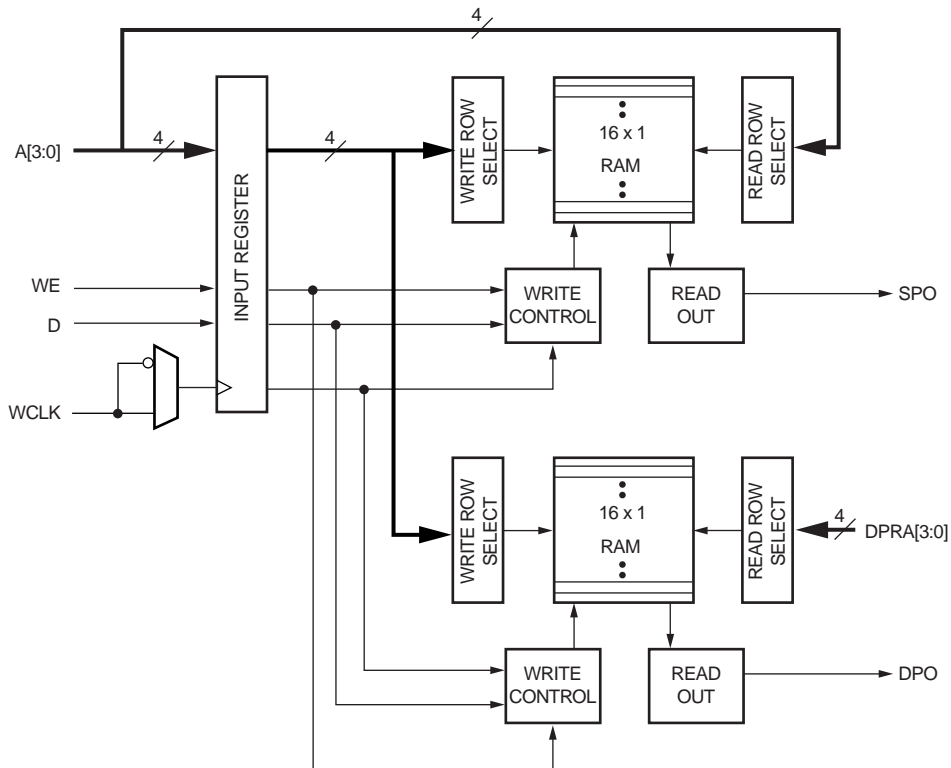 4
A[3:0]
4
INPUT REGISTER
4
WRITE ROW
SELECT
16 x 1
RAM
READ ROW
SELECT
WE
D
WCLK
WRITE
CONTROL
READ
OUT
SPO
WRITE ROW
SELECT
16 x 1
RAM
READ ROW
SELECT
4
DPRA[3:0]
WRITE
CONTROL
READ
OUT
DPO